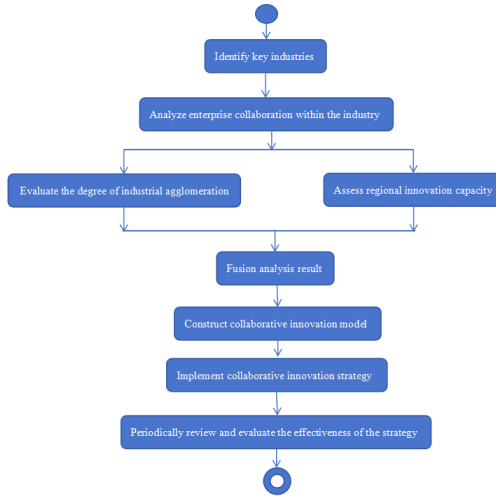 Identify key industries
Analyze enterprise collaboration within the industry
Evaluate the degree of industrial agglomeration
Assess regional innovation capacity
Fusion analysis result
Construct collaborative innovation model
Implement collaborative innovation strategy
Periodically review and evaluate the effectiveness of the strategy